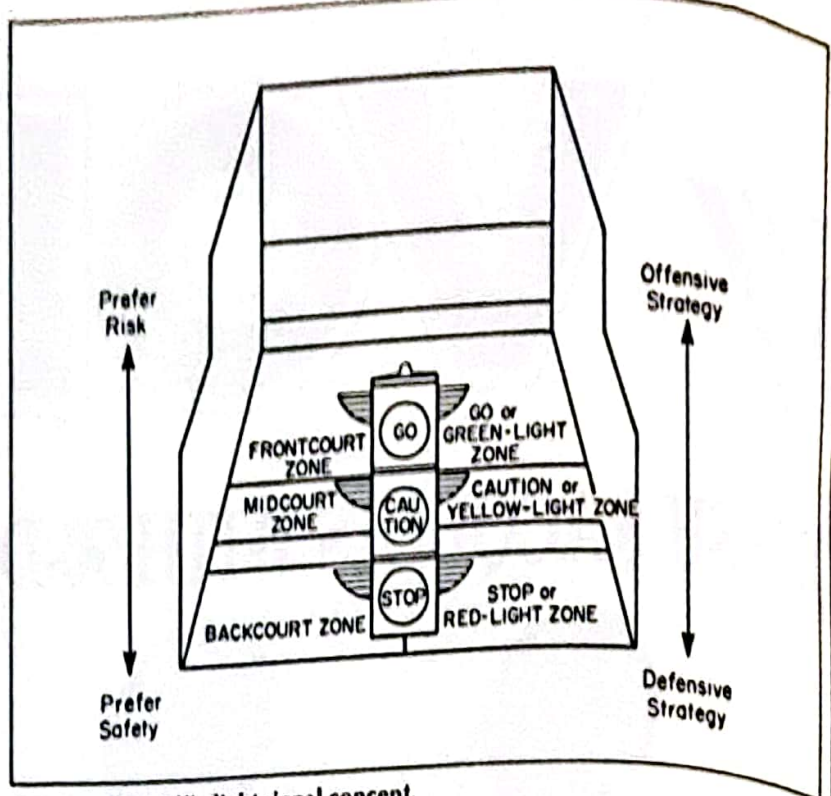 Prefer
Risk
Offensive
Strategy
GO
FRONTCOURT
ZONE
GO or
GREEN-LIGHT
ZONE
MIDCOURT
ZONE
CAU
TION
CAUTION or
YELLOW-LIGHT ZONE
STOP
BACKCOURT ZONE
STOP or
RED-LIGHT ZONE
Prefer
Safety
Defensive
Strategy
concept